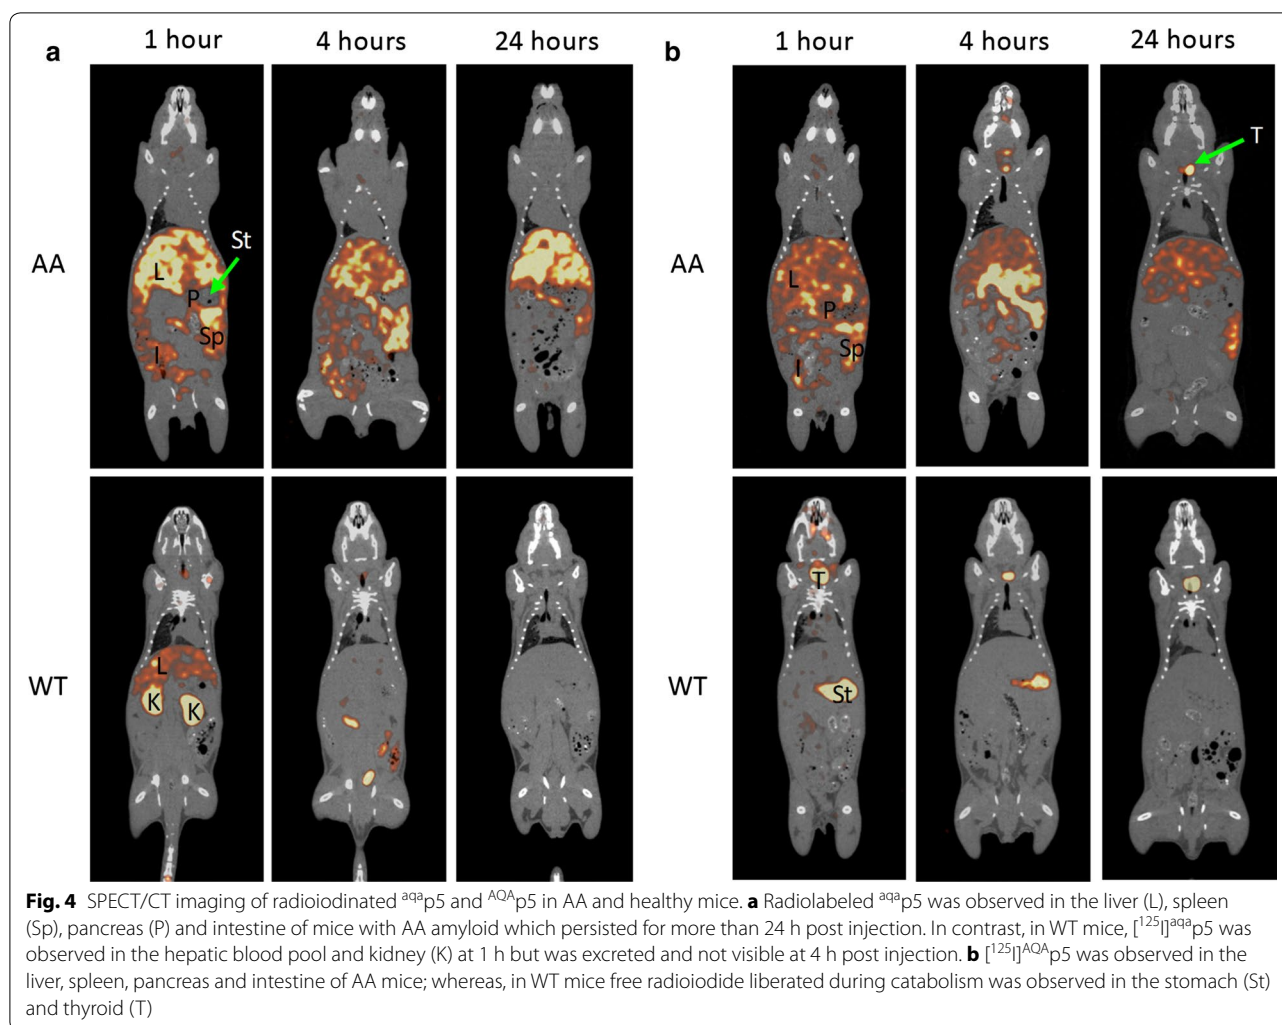 a 1 hour 4 hours 24 hours b 1 hour 4 hours 24 hours
T
AA L St P Sp I AA L P Sp I
WT L K K WT T St
Fig. 4 SPECT/CT imaging of radioiodinated ᵃqᵃp5 and ᴬQᴬp5 in AA and healthy mice. a Radiolabeled ᵃqᵃp5 was observed in the liver (L), spleen
(Sp), pancreas (P) and intestine of mice with AA amyloid which persisted for more than 24 h post injection. In contrast, in WT mice, [¹²⁵I]ᵃqᵃp5 was
observed in the hepatic blood pool and kidney (K) at 1 h but was excreted and not visible at 4 h post injection. b [¹²⁵I]ᴬQᴬp5 was observed in the
liver, spleen, pancreas and intestine of AA mice; whereas, in WT mice free radioiodide liberated during catabolism was observed in the stomach (St)
and thyroid (T)